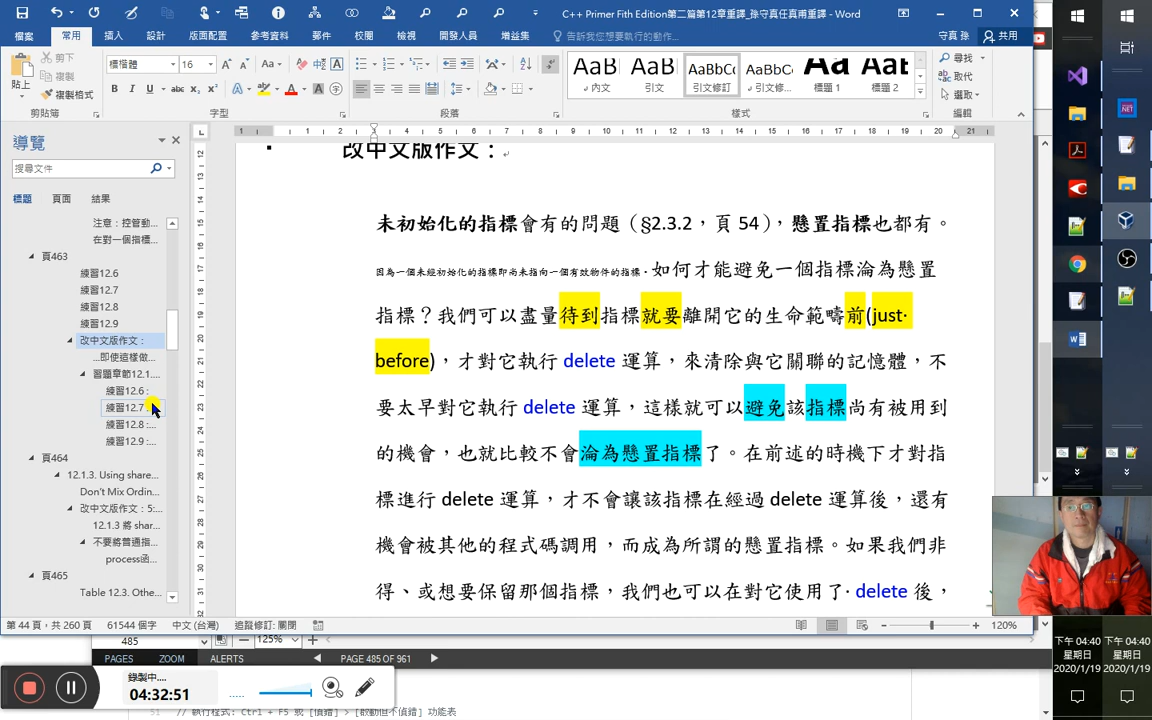 C++ Primer Fith Edition第二篇第12章重譯_孫守真任真甫重譯 - Word
檔案 常用 插入 設計 版面配置 參考資料 郵件 校閱 檢視 開發人員 增益集 告訴我您想要執行的動作... 守真 孫 共用
貼上 剪下 複製 複製格式 剪貼簿
標楷體 16 字型
段落
AaB AaB AaBbCc AaBbCc AaB AaB
內文 引文 引文修訂 引文修... 標題 1 標題 2 樣式
尋找 取代 選取 編輯
導覽
搜尋文件
標題 頁面 結果
注意：控管動...
在對一個指標...
頁463
練習12.6
練習12.7
練習12.8
練習12.9
改中文版作文：
...即使這樣做...
習題章節12.1....
練習12.6 :
練習12.7
練習12.8 :...
練習12.9 :...
頁464
12.1.3. Using share...
Don't Mix Ordin...
改中文版作文：5:...
12.1.3 將 shar...
不要將普通指...
process函...
頁465
Table 12.3. Othe...
改中文版作文：
未初始化的指標會有的問題（§2.3.2，頁 54），懸置指標也都有。
因為一個未經初始化的指標即尚未指向一個有效物件的指標。如何才能避免一個指標淪為懸置
指標？我們可以盡量待到指標就要離開它的生命範疇前(just
before)，才對它執行 delete 運算，來清除與它關聯的記憶體，不
要太早對它執行 delete 運算，這樣就可以避免該指標尚有被用到
的機會，也就比較不會淪為懸置指標了。在前述的時機下才對指
標進行 delete 運算，才不會讓該指標在經過 delete 運算後，還有
機會被其他的程式碼調用，而成為所謂的懸置指標。如果我們非
得、或想要保留那個指標，我們也可以在對它使用了 delete 後，
第 44 頁，共 260 頁 61544 個字 中文 (台灣) 追蹤修訂: 關閉 120%
485 125%
PAGES ZOOM ALERTS PAGE 485 OF 961
錄製中....
04:32:51
51 // 執行程式: Ctrl + F5 或 [偵錯] > [啟動但不偵錯] 功能表
下午 04:40 下午 04:40
星期日 星期日
2020/1/19 2020/1/19